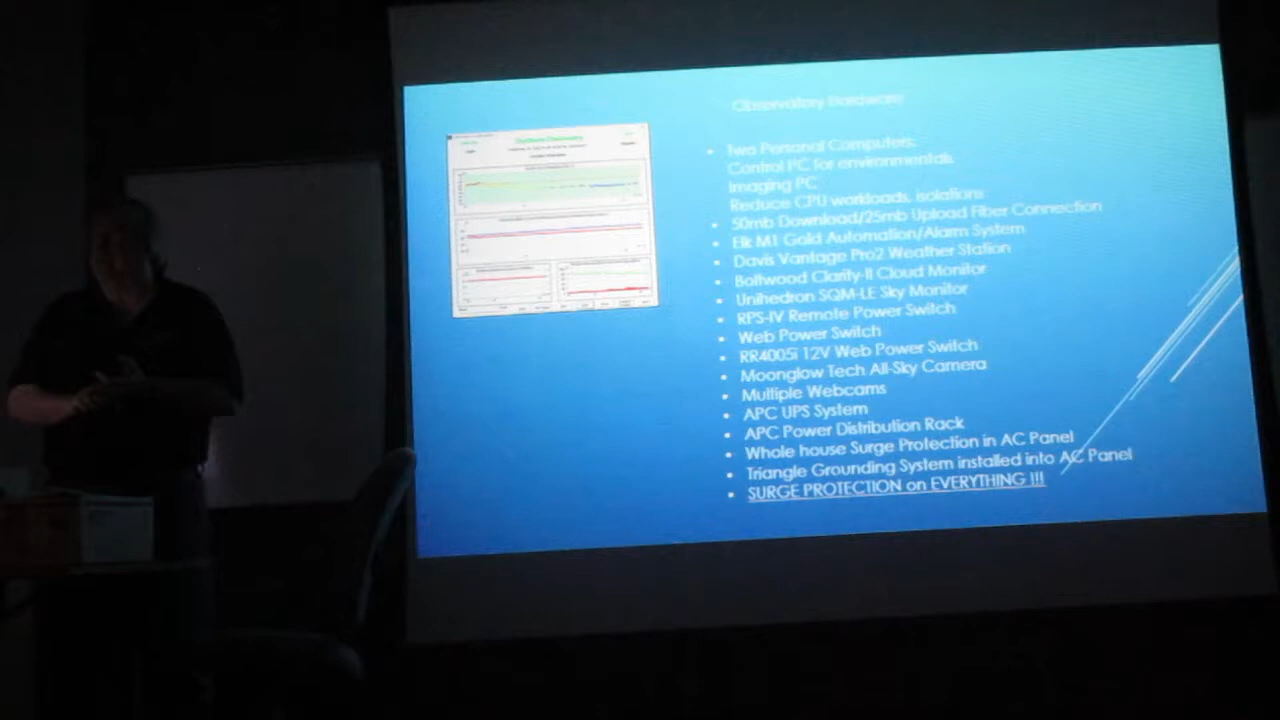 Observatory Hardware
Two Personal Computers.
Control PC for environmentals
Imaging PC
Reduce CPU workloads, isolations
50mb Download/25mb Upload Fiber Connection
Elk M1 Gold Automation/Alarm System
Davis Vantage Pro2 Weather Station
Boltwood Clarity-II Cloud Monitor
Unihedron SQM-LE Sky Monitor
RPS-IV Remote Power Switch
Web Power Switch
RR4005i 12V Web Power Switch
Moonglow Tech All-Sky Camera
Multiple Webcams
APC UPS System
APC Power Distribution Rack
Whole house Surge Protection in AC Panel
Triangle Grounding System installed into AC Panel
SURGE PROTECTION on EVERYTHING !!!